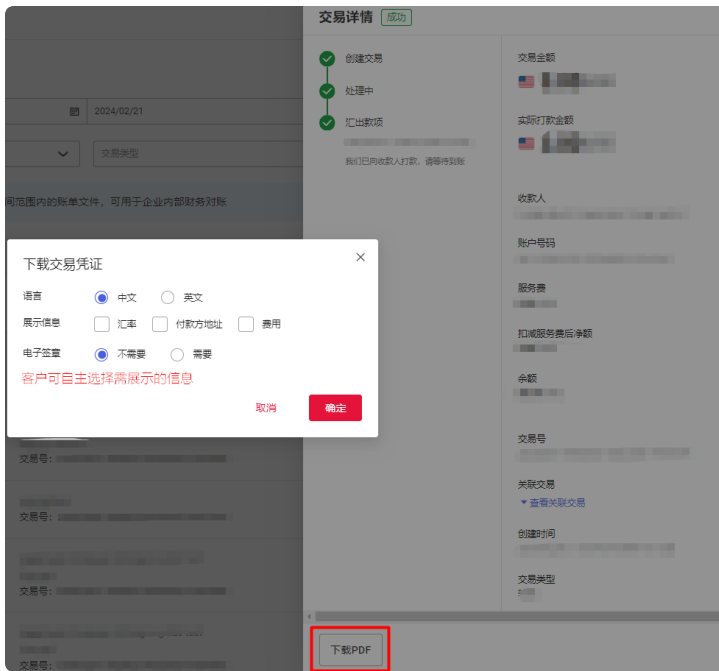 交易详情 成功
创建交易
处理中
汇出款项
我们已向收款人打款，请等待到账
交易金额
实际打款金额
收款人
账户号码
服务费
扣减服务费后净额
余额
交易号
关联交易
查看关联交易
创建时间
交易类型
2024/02/21
交易类型
间范围内的账单文件，可用于企业内部财务对账
下载交易凭证
语言 中文 英文
展示信息 汇率 付款方地址 费用
电子签章 不需要 需要
客户可自主选择需展示的信息
取消 确定
交易号：
交易号：
交易号：
交易号：
下载PDF